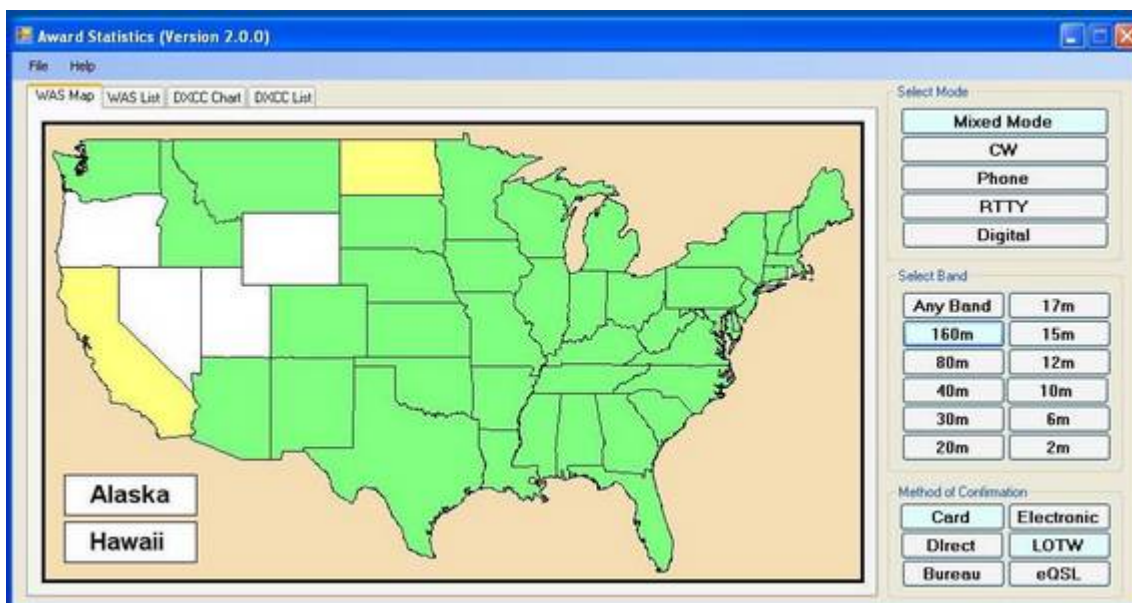 Award Statistics (Version 2.0.0)
File Help
WAS Map WAS List DXCC Chart DXCC List
Select Mode
Mixed Mode
CW
Phone
RTTY
Digital
Select Band
Any Band 17m
160m 15m
80m 12m
40m 10m
30m 6m
20m 2m
Method of Confirmation
Card Electronic
DIrect LOTW
Bureau eQSL
Alaska
Hawaii